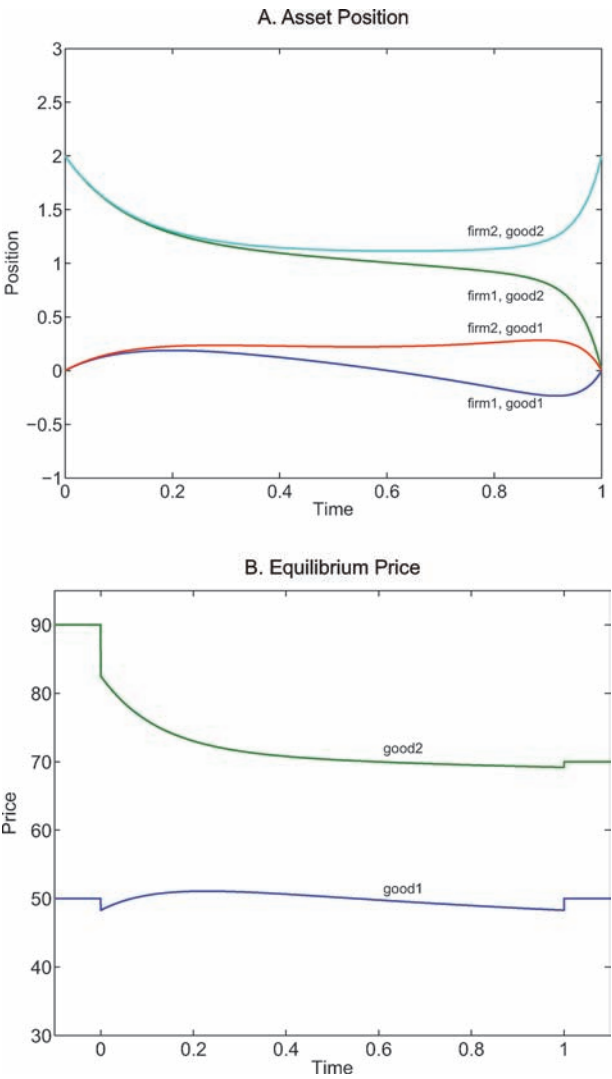 A. Asset Position
3
2.5
2
1.5
1
0.5
0
−0.5
−1
Position
firm2, good2
firm1, good2
firm2, good1
firm1, good1
0 0.2 0.4 0.6 0.8 1
Time
B. Equilibrium Price
90
80
70
60
50
40
30
Price
good2
good1
0 0.2 0.4 0.6 0.8 1
Time